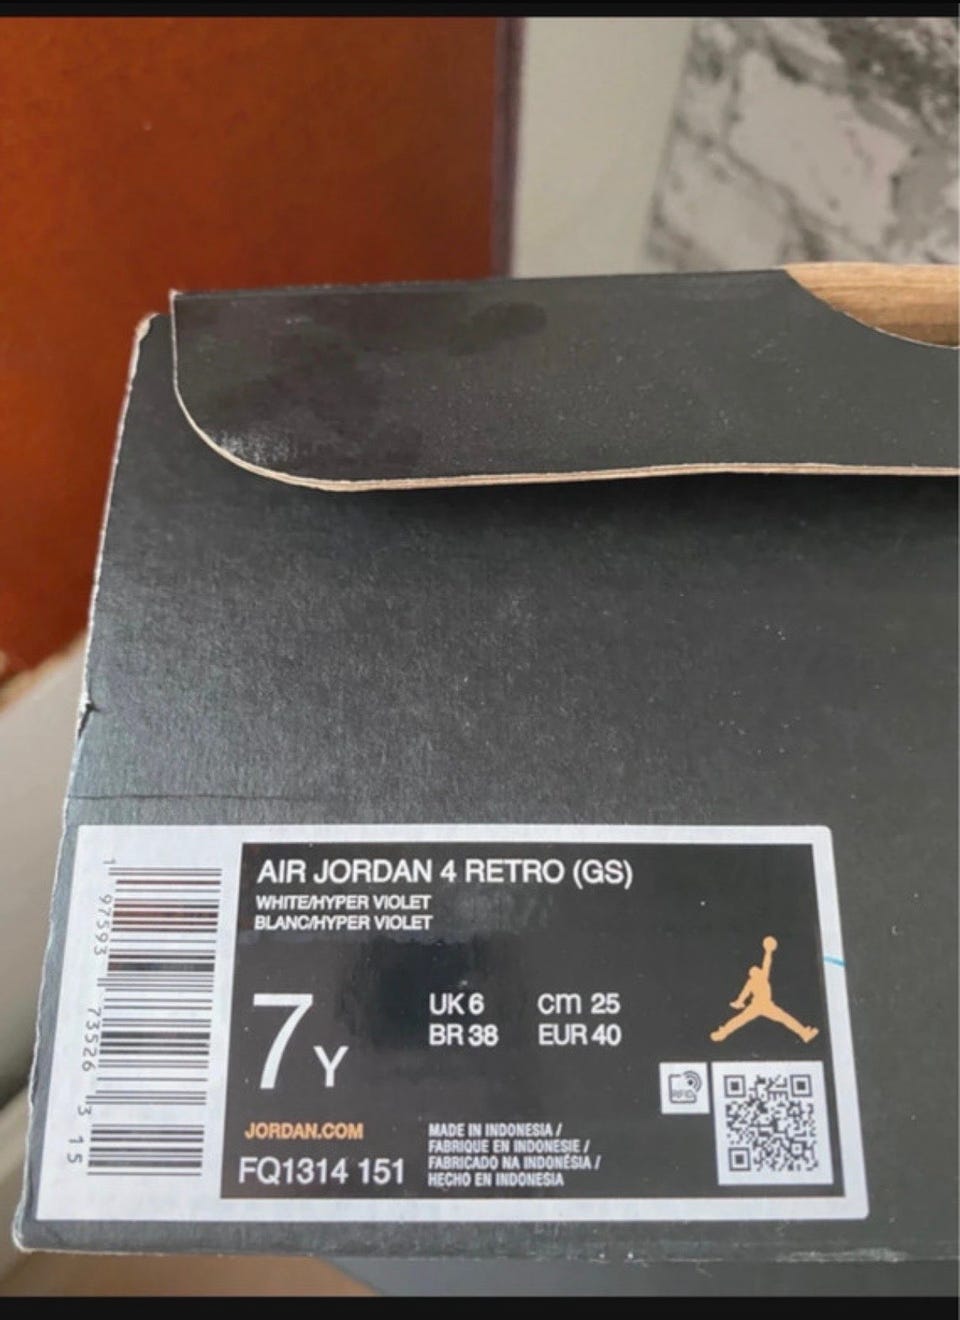 AIR JORDAN 4 RETRO (GS)
WHITE/HYPER VIOLET
BLANC/HYPER VIOLET
7Y
UK 6 cm 25
BR 38 EUR 40
RFID
JORDAN.COM
FQ1314 151
MADE IN INDONESIA /
FABRIQUE EN INDONESIE /
FABRICADO NA INDONÉSIA /
HECHO EN INDONESIA
1 97593 73526 3 15